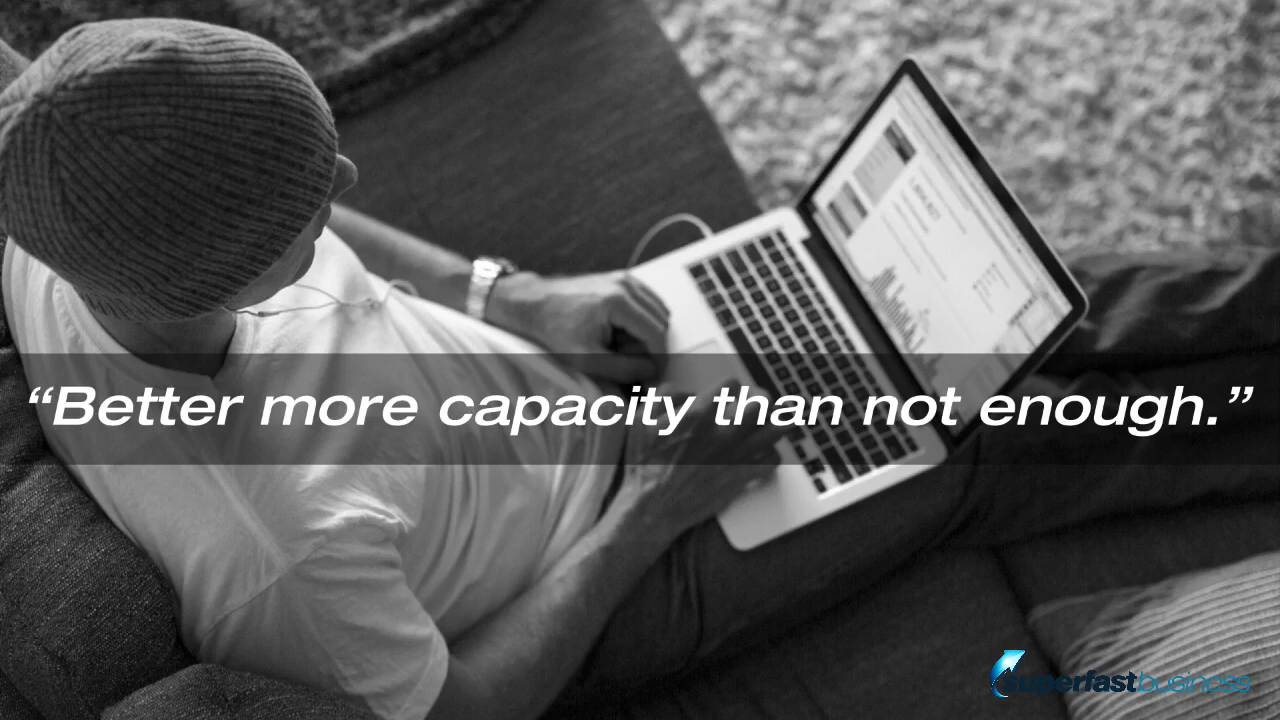 “Better more capacity than not enough.”
superfastbusiness